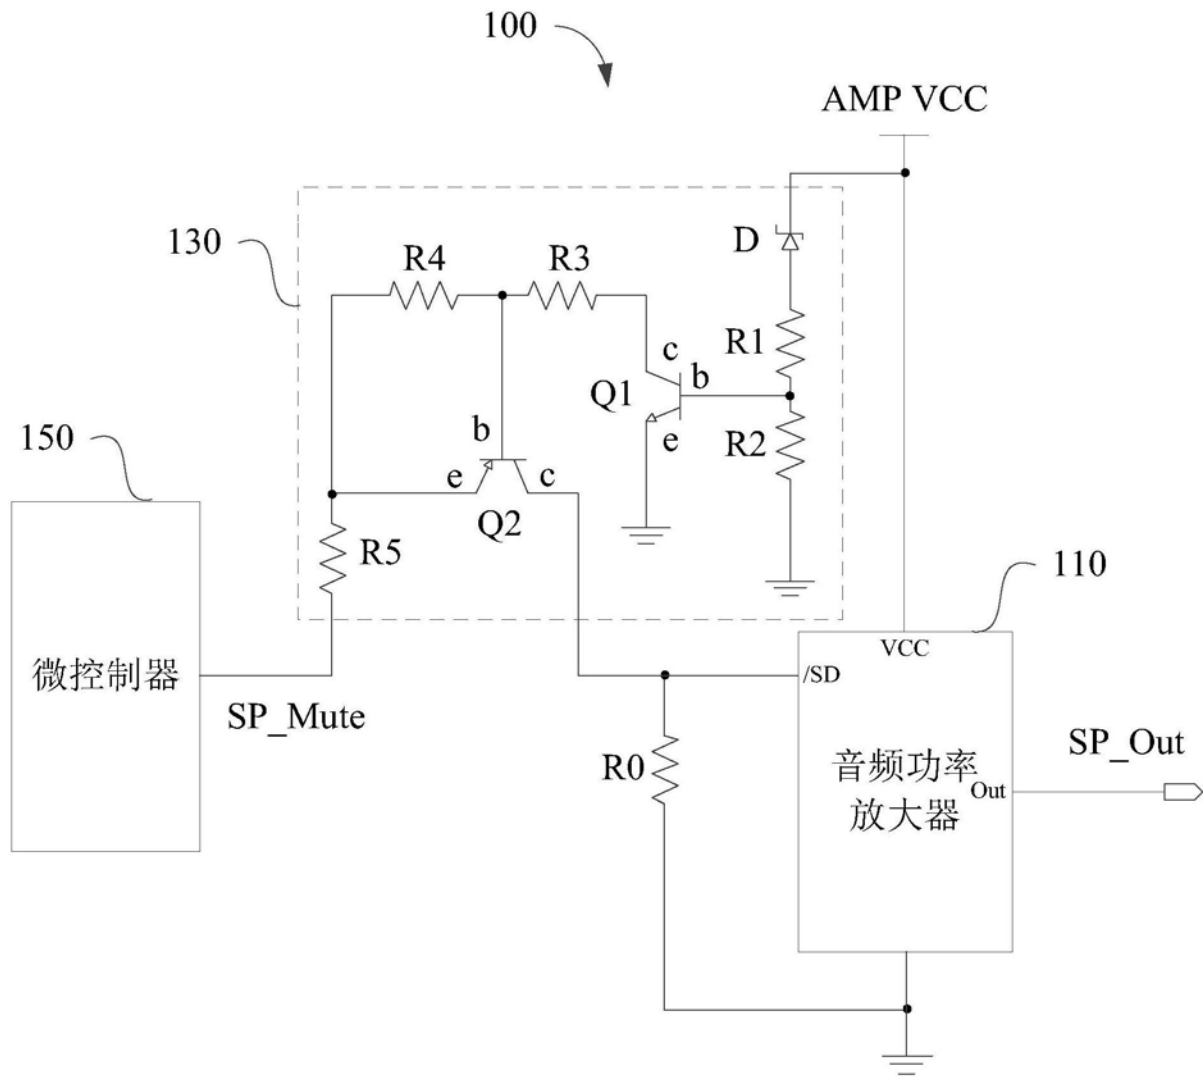 100
AMP VCC
130
R4
R3
D
R1
c
b
Q1
e
R2
b
e
c
Q2
150
R5
110
微控制器
SP_Mute
VCC
/SD
R0
音频功率
放大器
Out
SP_Out